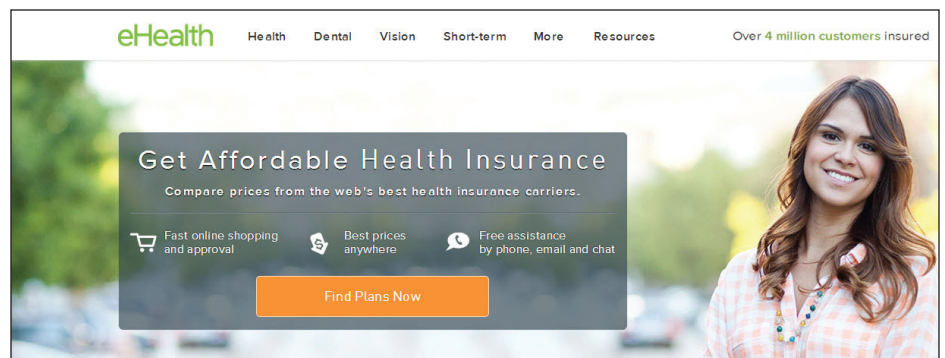 eHealth Health Dental Vision Short-term More Resources Over 4 million customers insured
Get Affordable Health Insurance
Compare prices from the web's best health insurance carriers.
Fast online shopping
and approval
Best prices
anywhere
Free assistance
by phone, email and chat
Find Plans Now